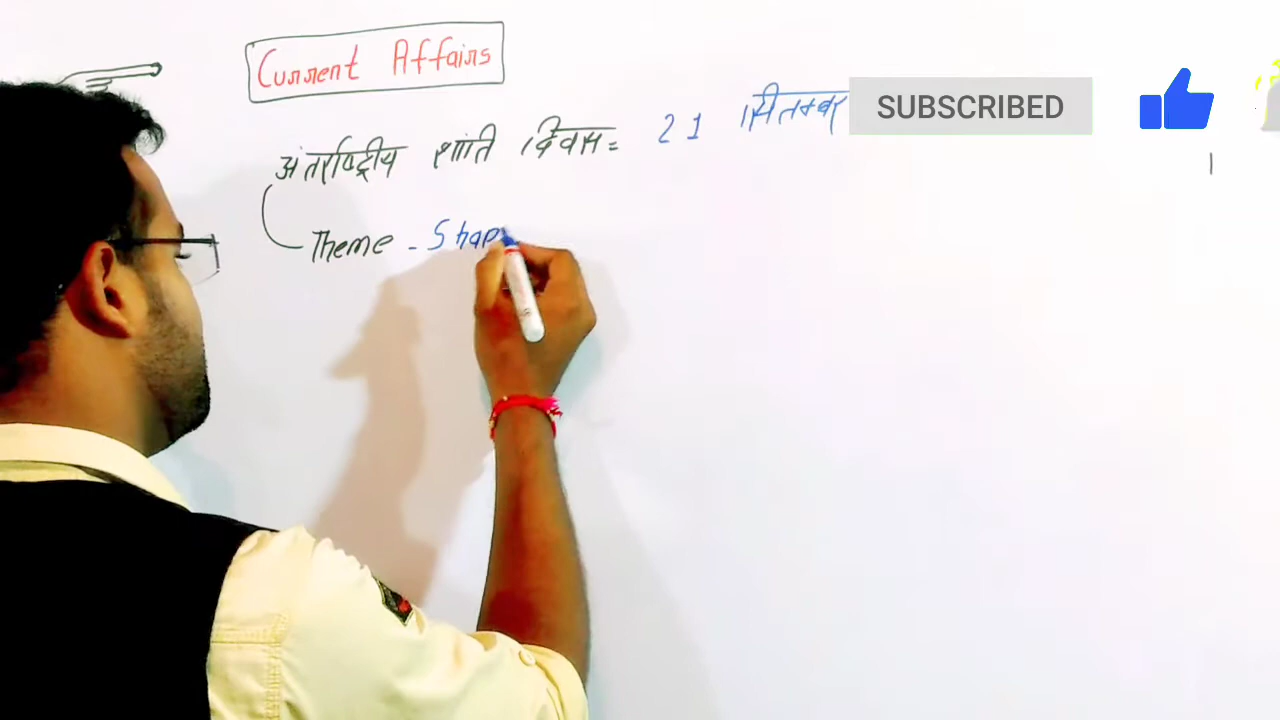 Current Affairs
अंतर्राष्ट्रीय शांति दिवस = 21 सितम्बर
SUBSCRIBED
Theme - Shap